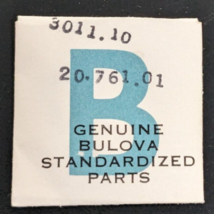 3011.10
20.761.01
B
GENUINE
BULOVA
STANDARDIZED
PARTS